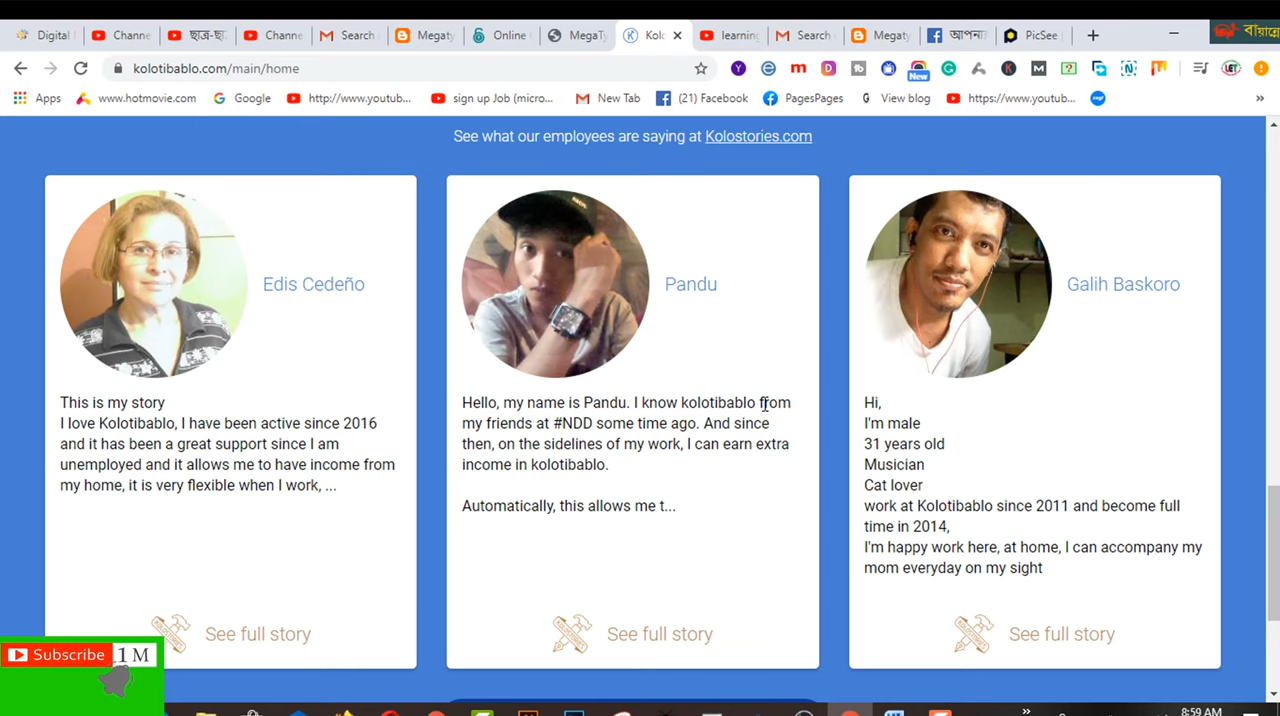 Digital
Channe
ছাত্র-ছা
Channe
Search
Megaty
Online
MegaTy
Kolo
learning
Search
Megaty
আপনা
PicSee
বায়ান্নে
kolotibablo.com/main/home
New
Apps
www.hotmovie.com
Google
http://www.youtub...
sign up Job (micro...
New Tab
(21) Facebook
PagesPages
View blog
https://www.youtub...
See what our employees are saying at Kolostories.com
Edis Cedeño
Pandu
Galih Baskoro
This is my story
I love Kolotibablo, I have been active since 2016
and it has been a great support since I am
unemployed and it allows me to have income from
my home, it is very flexible when I work, ...
Hello, my name is Pandu. I know kolotibablo from
my friends at #NDD some time ago. And since
then, on the sidelines of my work, I can earn extra
income in kolotibablo.
Automatically, this allows me t...
Hi,
I'm male
31 years old
Musician
Cat lover
work at Kolotibablo since 2011 and become full
time in 2014,
I'm happy work here, at home, I can accompany my
mom everyday on my sight
See full story
See full story
See full story
Subscribe
1 M
8:59 AM